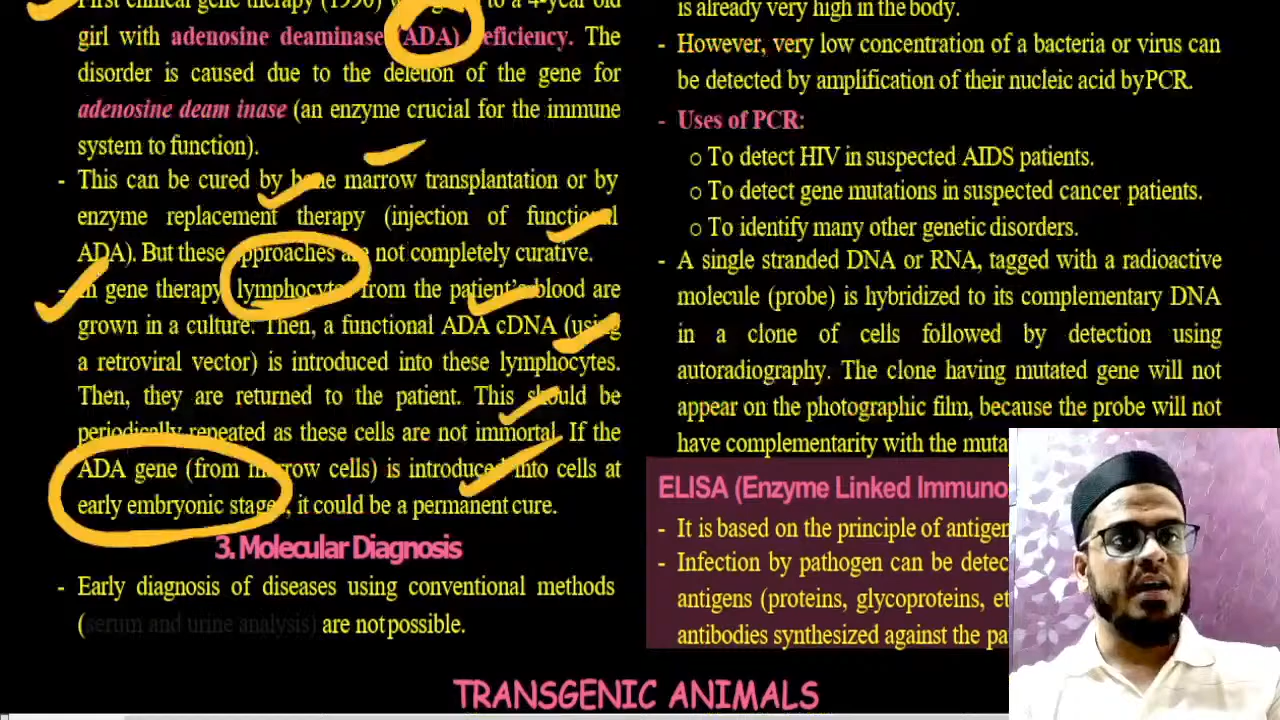 First clinical gene therapy (1990) to a 4-year old
girl with adenosine deaminase (ADA) deficiency. The
disorder is caused due to the deletion of the gene for
adenosine deam inase (an enzyme crucial for the immune
system to function).
- This can be cured by bone marrow transplantation or by
enzyme replacement therapy (injection of functional
ADA). But these approaches are not completely curative.
- In gene therapy, lymphocytes from the patient's blood are
grown in a culture. Then, a functional ADA cDNA (using
a retroviral vector) is introduced into these lymphocytes.
Then, they are returned to the patient. This should be
periodically repeated as these cells are not immortal. If the
ADA gene (from marrow cells) is introduced into cells at
early embryonic stages, it could be a permanent cure.
3. Molecular Diagnosis
- Early diagnosis of diseases using conventional methods
(serum and urine analysis) are not possible.
is already very high in the body.
- However, very low concentration of a bacteria or virus can
be detected by amplification of their nucleic acid byPCR.
- Uses of PCR:
o To detect HIV in suspected AIDS patients.
o To detect gene mutations in suspected cancer patients.
o To identify many other genetic disorders.
- A single stranded DNA or RNA, tagged with a radioactive
molecule (probe) is hybridized to its complementary DNA
in a clone of cells followed by detection using
autoradiography. The clone having mutated gene will not
appear on the photographic film, because the probe will not
have complementarity with the muta
ELISA (Enzyme Linked Immuno
- It is based on the principle of antigen
- Infection by pathogen can be detec
antigens (proteins, glycoproteins, et
antibodies synthesized against the pa
TRANSGENIC ANIMALS